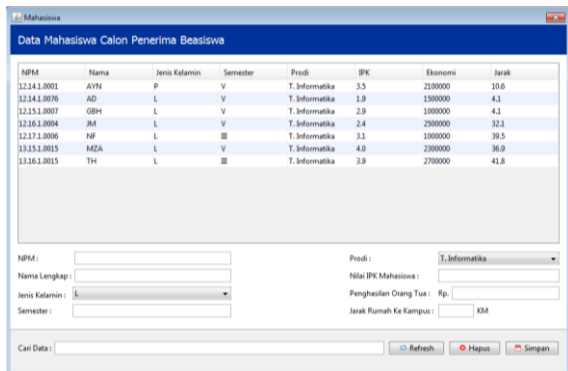 Mahasiswa
Data Mahasiswa Calon Penerima Beasiswa
NPM Nama Jenis Kelamin Semester Prodi IPK Ekonomi Jarak
12.14.1.0001 AYN P V T. Informatika 3.5 2100000 10.6
12.14.1.0076 AD L V T. Informatika 1.9 1500000 4.1
12.15.1.0007 GBH L V T. Informatika 2.9 1000000 4.1
12.16.1.0004 JM L V T. Informatika 2.4 2500000 32.1
12.17.1.0006 NF L III T. Informatika 3.1 1000000 39.5
13.15.1.0015 MZA L V T. Informatika 4.0 2300000 36.9
13.16.1.0015 TH L III T. Informatika 3.9 2700000 41.8
NPM : Prodi : T. Informatika
Nama Lengkap : Nilai IPK Mahasiswa :
Jenis Kelamin : L Penghasilan Orang Tua : Rp.
Semester : Jarak Rumah Ke Kampus : KM
Cari Data : Refresh Hapus Simpan